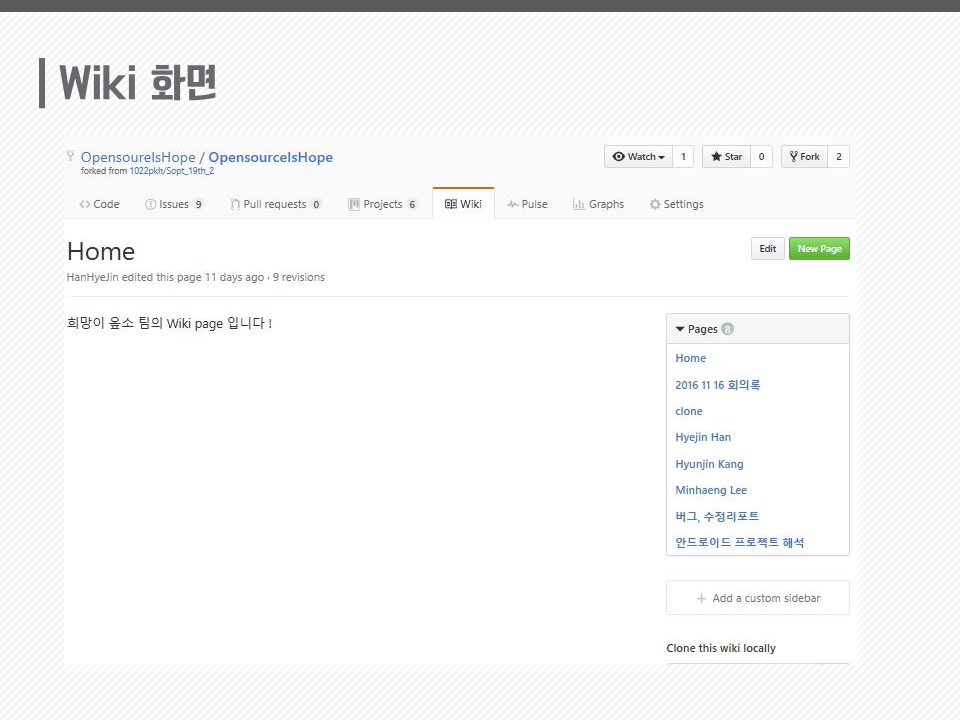 Wiki 화면
OpensoureIsHope / OpensourceIsHope
forked from 1022pkh/Sopt_19th_2
Watch 1 Star 0 Fork 2
Code Issues 9 Pull requests 0 Projects 6 Wiki Pulse Graphs Settings
Home
Edit New Page
HanHyeJin edited this page 11 days ago · 9 revisions
희망이 옾소 팀의 Wiki page 입니다 !
Pages 8
Home
2016 11 16 회의록
clone
Hyejin Han
Hyunjin Kang
Minhaeng Lee
버그, 수정리포트
안드로이드 프로젝트 해석
Add a custom sidebar
Clone this wiki locally